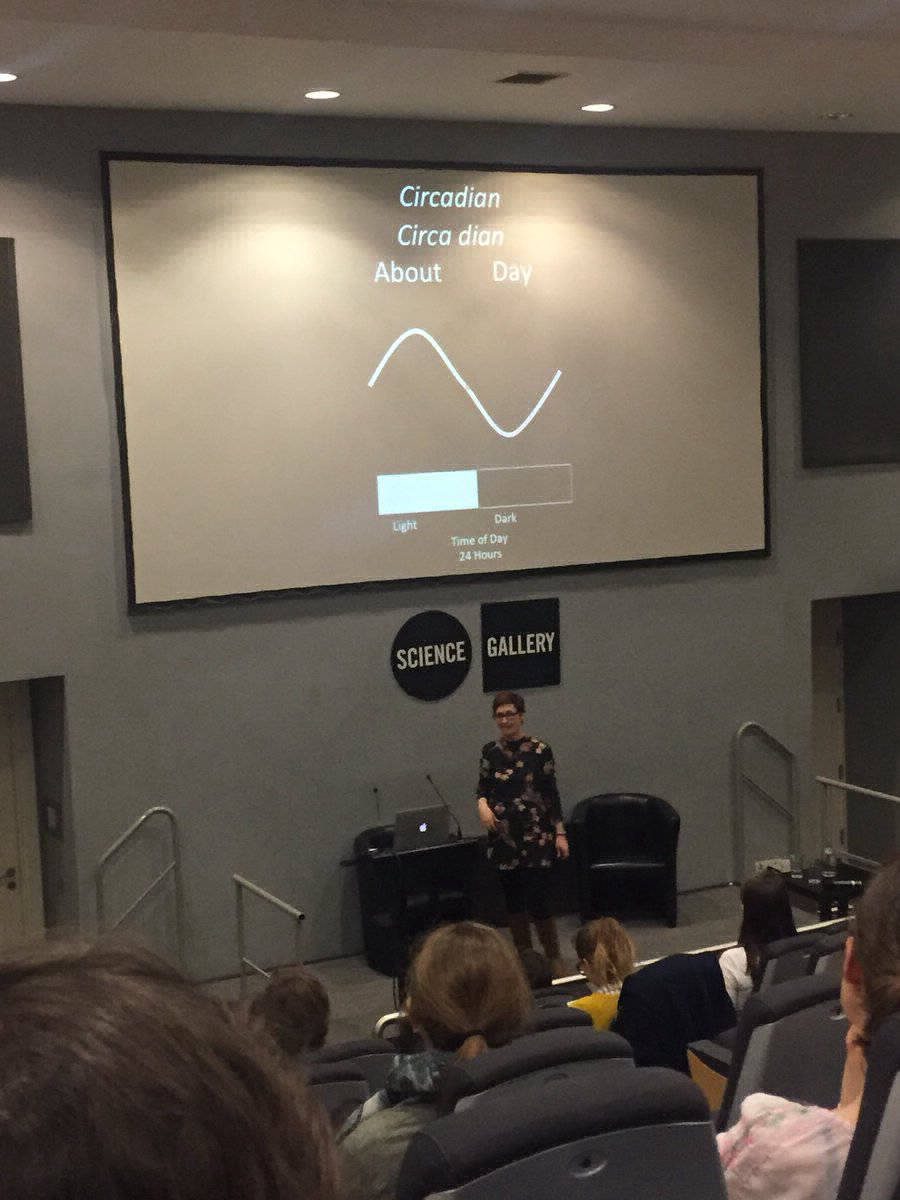 Circadian
Circa dian
About Day
Light Dark
Time of Day
24 Hours
SCIENCE GALLERY